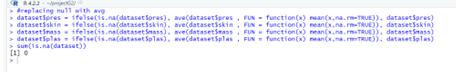 R 4.2.2 · ~/project2/
> #replacing null with avg
> dataset$pres = ifelse(is.na(dataset$pres), ave(dataset$pres , FUN = function(x) mean(x,na.rm=TRUE)), dataset$pres)
> dataset$skin = ifelse(is.na(dataset$skin), ave(dataset$skin , FUN = function(x) mean(x,na.rm=TRUE)), dataset$skin)
> dataset$mass = ifelse(is.na(dataset$mass), ave(dataset$mass , FUN = function(x) mean(x,na.rm=TRUE)), dataset$mass)
> dataset$plas = ifelse(is.na(dataset$plas), ave(dataset$plas , FUN = function(x) mean(x,na.rm=TRUE)), dataset$plas)
> sum(is.na(dataset))
[1] 0
>